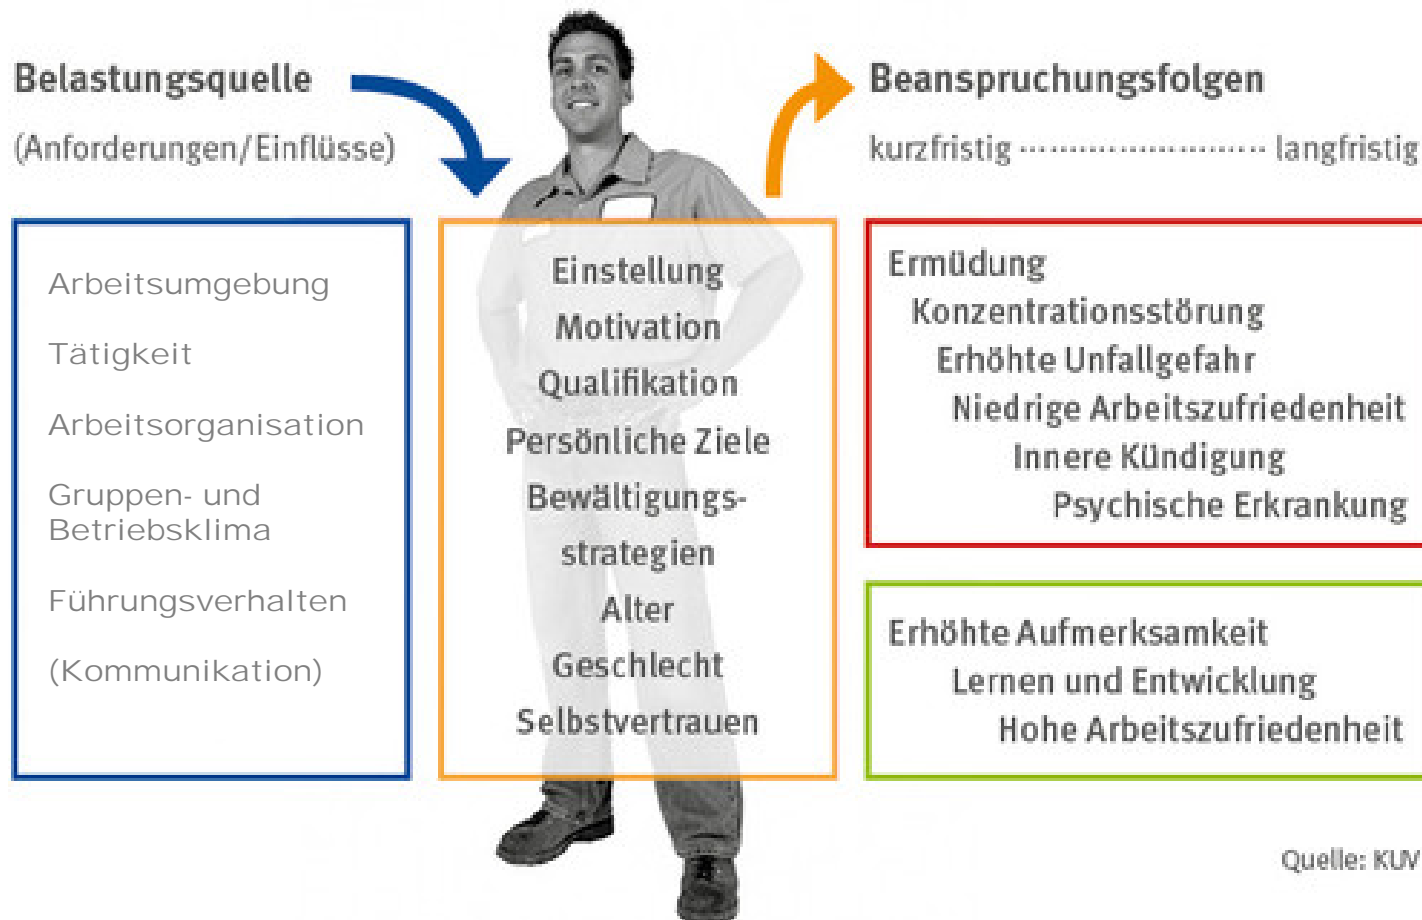 Belastungsquelle
(Anforderungen/Einflüsse)
Arbeitsumgebung
Tätigkeit
Arbeitsorganisation
Gruppen- und
Betriebsklima
Führungsverhalten
(Kommunikation)
Einstellung
Motivation
Qualifikation
Persönliche Ziele
Bewältigungs-
strategien
Alter
Geschlecht
Selbstvertrauen
Beanspruchungsfolgen
kurzfristig ······················ langfristig
Ermüdung
Konzentrationsstörung
Erhöhte Unfallgefahr
Niedrige Arbeitszufriedenheit
Innere Kündigung
Psychische Erkrankung
Erhöhte Aufmerksamkeit
Lernen und Entwicklung
Hohe Arbeitszufriedenheit
Quelle: KUV